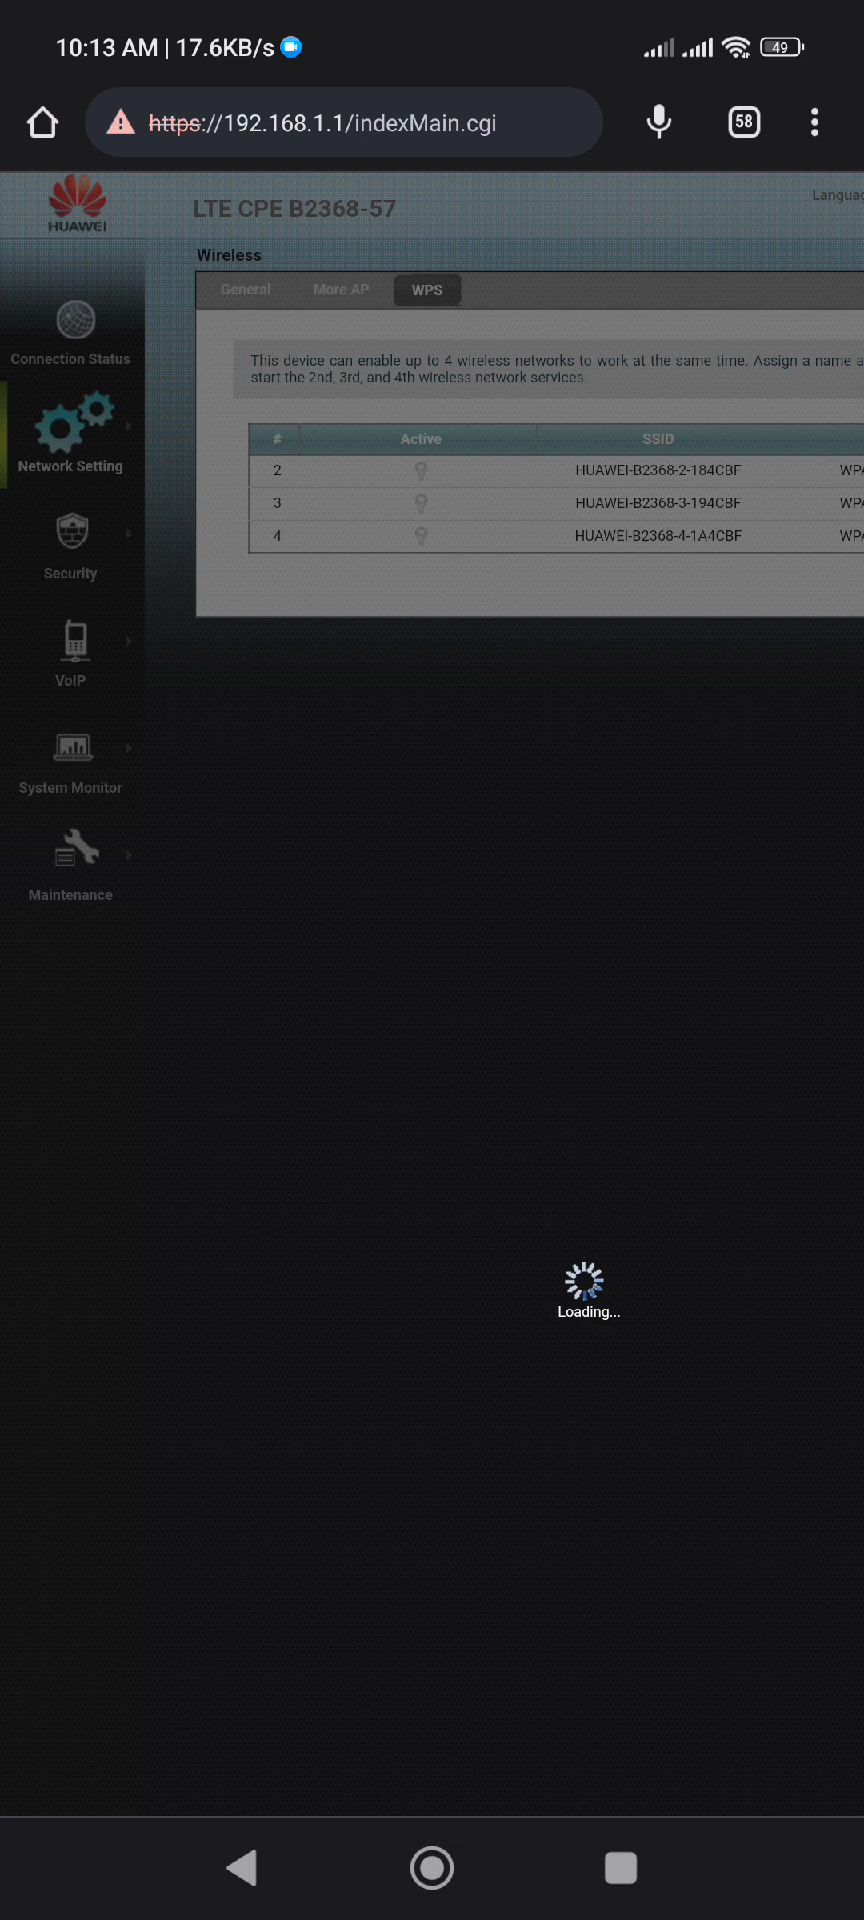 10:13 AM | 17.6KB/s
49
https://192.168.1.1/indexMain.cgi
58
HUAWEI
LTE CPE B2368-57
Languag
Wireless
General More AP WPS
This device can enable up to 4 wireless networks to work at the same time. Assign a name a
start the 2nd, 3rd, and 4th wireless network services.
# Active SSID
2 HUAWEI-B2368-2-184CBF WPA
3 HUAWEI-B2368-3-194CBF WPA
4 HUAWEI-B2368-4-1A4CBF WPA
Connection Status
Network Setting
Security
VoIP
System Monitor
Maintenance
Loading...